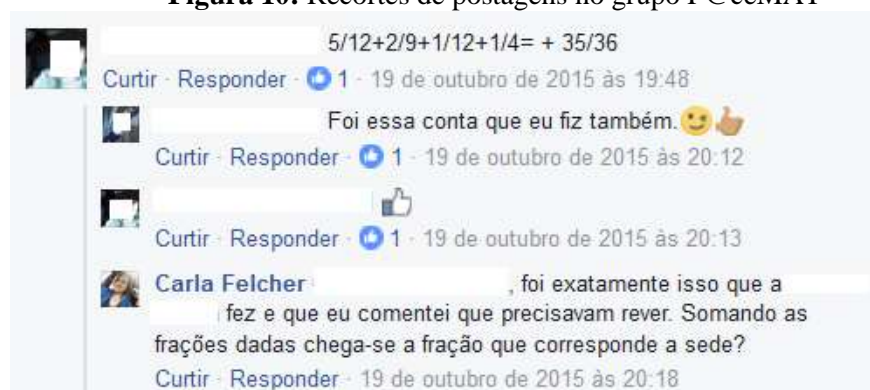 Figura 10: Recortes de postagens no grupo F@ceMAT
5/12+2/9+1/12+1/4= + 35/36
Curtir · Responder · 1 · 19 de outubro de 2015 às 19:48
Foi essa conta que eu fiz também.
Curtir · Responder · 1 · 19 de outubro de 2015 às 20:12
Curtir · Responder · 1 · 19 de outubro de 2015 às 20:13
Carla Felcher , foi exatamente isso que a
fez e que eu comentei que precisavam rever. Somando as
frações dadas chega-se a fração que corresponde a sede?
Curtir · Responder · 19 de outubro de 2015 às 20:18